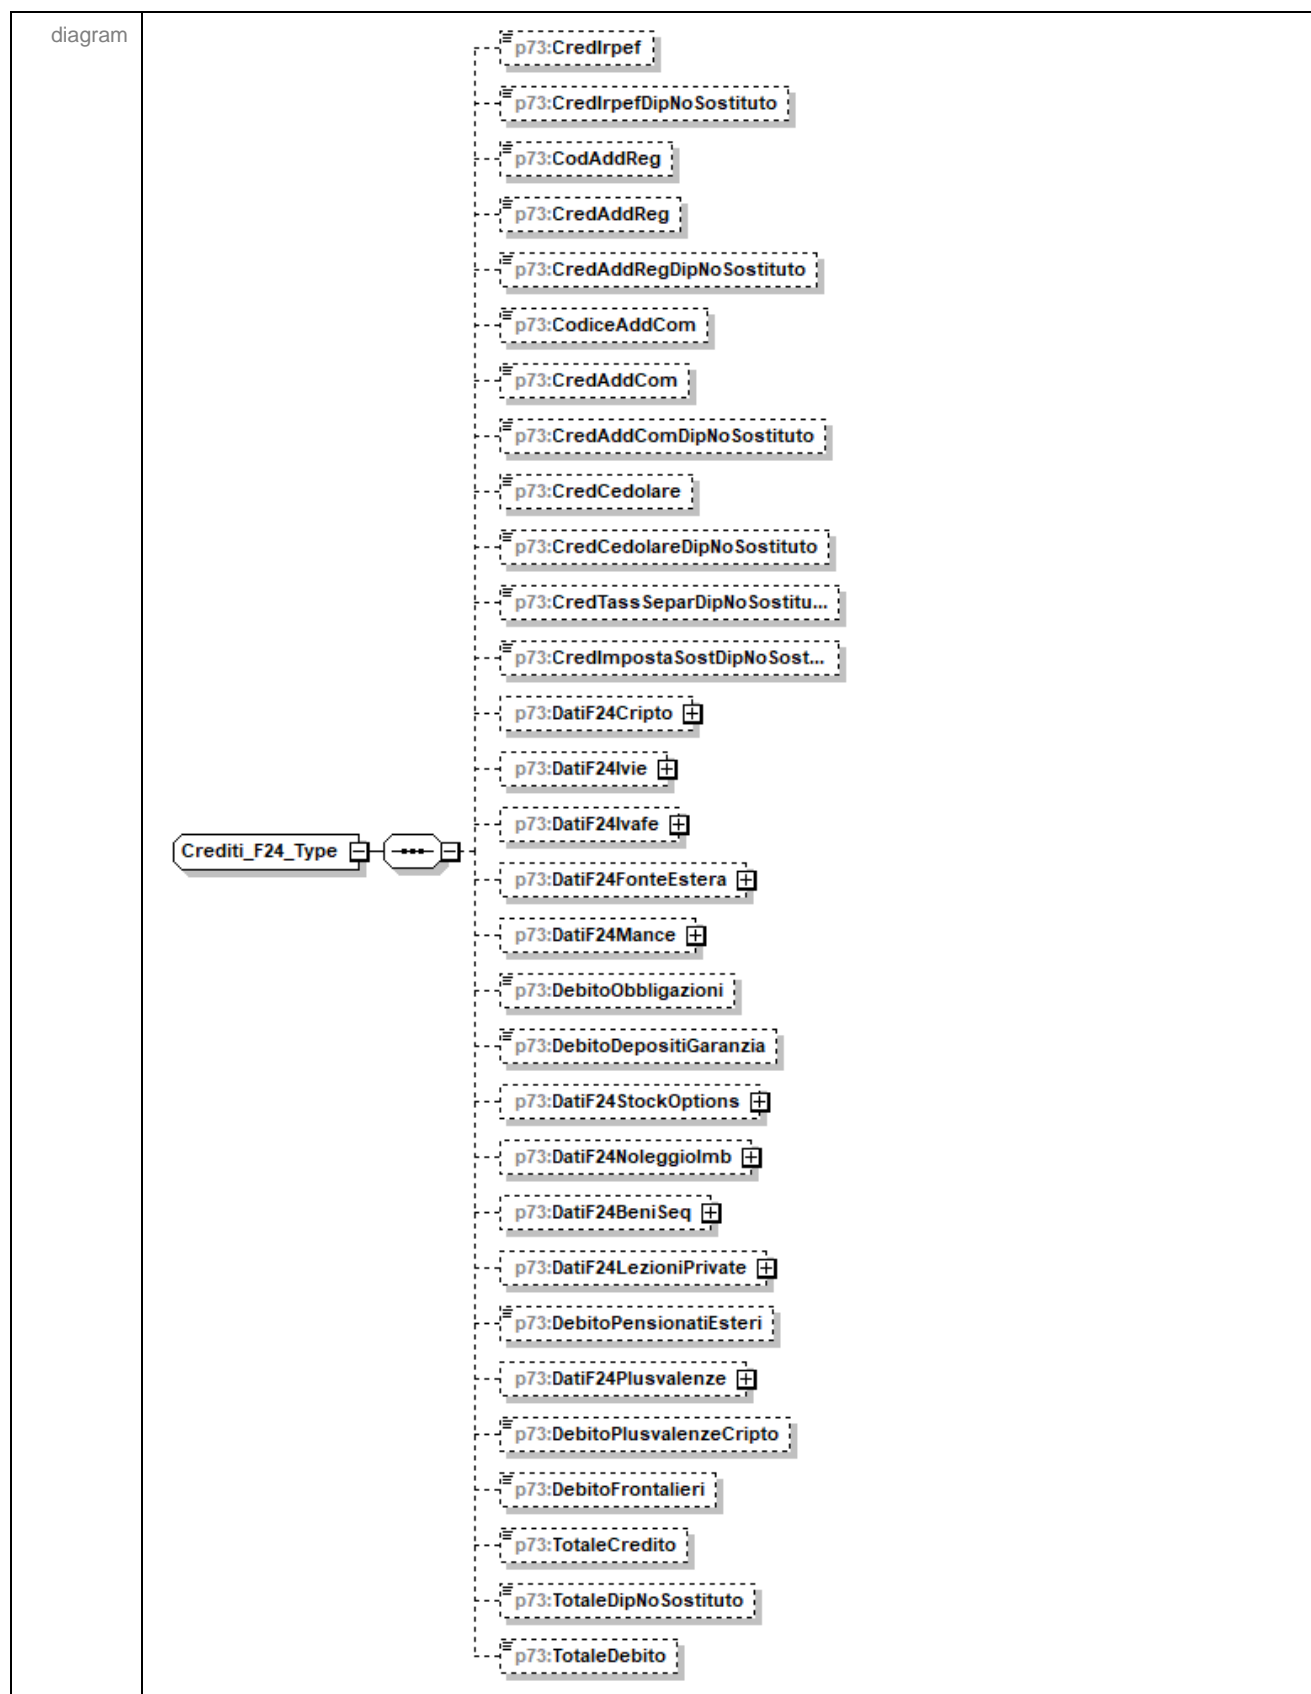 diagram
p73:CredIrpef
p73:CredIrpefDipNoSostituto
p73:CodAddReg
p73:CredAddReg
p73:CredAddRegDipNoSostituto
p73:CodiceAddCom
p73:CredAddCom
p73:CredAddComDipNoSostituto
p73:CredCedolare
p73:CredCedolareDipNoSostituto
p73:CredTassSeparDipNoSostitu...
p73:CredImpostaSostDipNoSost...
p73:DatiF24Cripto
p73:DatiF24Ivie
p73:DatiF24Ivafe
Crediti_F24_Type
p73:DatiF24FonteEstera
p73:DatiF24Mance
p73:DebitoObbligazioni
p73:DebitoDepositiGaranzia
p73:DatiF24StockOptions
p73:DatiF24NoleggioImb
p73:DatiF24BeniSeq
p73:DatiF24LezioniPrivate
p73:DebitoPensionatiEsteri
p73:DatiF24Plusvalenze
p73:DebitoPlusvalenzeCripto
p73:DebitoFrontalieri
p73:TotaleCredito
p73:TotaleDipNoSostituto
p73:TotaleDebito